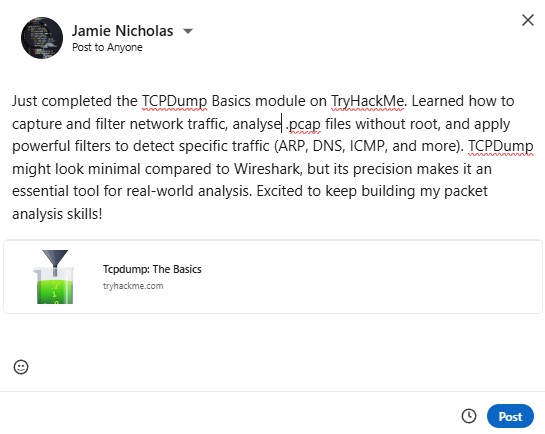 Jamie Nicholas
Post to Anyone
Just completed the TCPDump Basics module on TryHackMe. Learned how to
capture and filter network traffic, analyse .pcap files without root, and apply
powerful filters to detect specific traffic (ARP, DNS, ICMP, and more). TCPDump
might look minimal compared to Wireshark, but its precision makes it an
essential tool for real-world analysis. Excited to keep building my packet
analysis skills!
Tcpdump: The Basics
tryhackme.com
Post